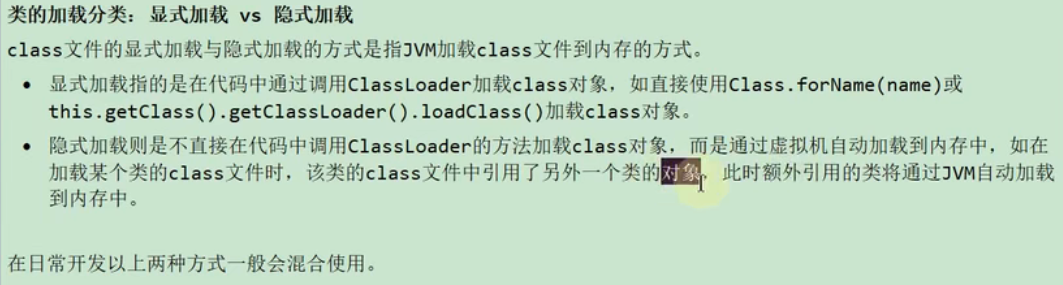 类的加载分类：显式加载 vs 隐式加载
class文件的显式加载与隐式加载的方式是指JVM加载class文件到内存的方式。
• 显式加载指的是在代码中通过调用ClassLoader加载class对象，如直接使用Class.forName(name)或
this.getClass().getClassLoader().loadClass()加载class对象。
• 隐式加载则是不直接在代码中调用ClassLoader的方法加载class对象，而是通过虚拟机自动加载到内存中，如在
加载某个类的class文件时，该类的class文件中引用了另外一个类的对象，此时额外引用的类将通过JVM自动加载
到内存中。
在日常开发以上两种方式一般会混合使用。